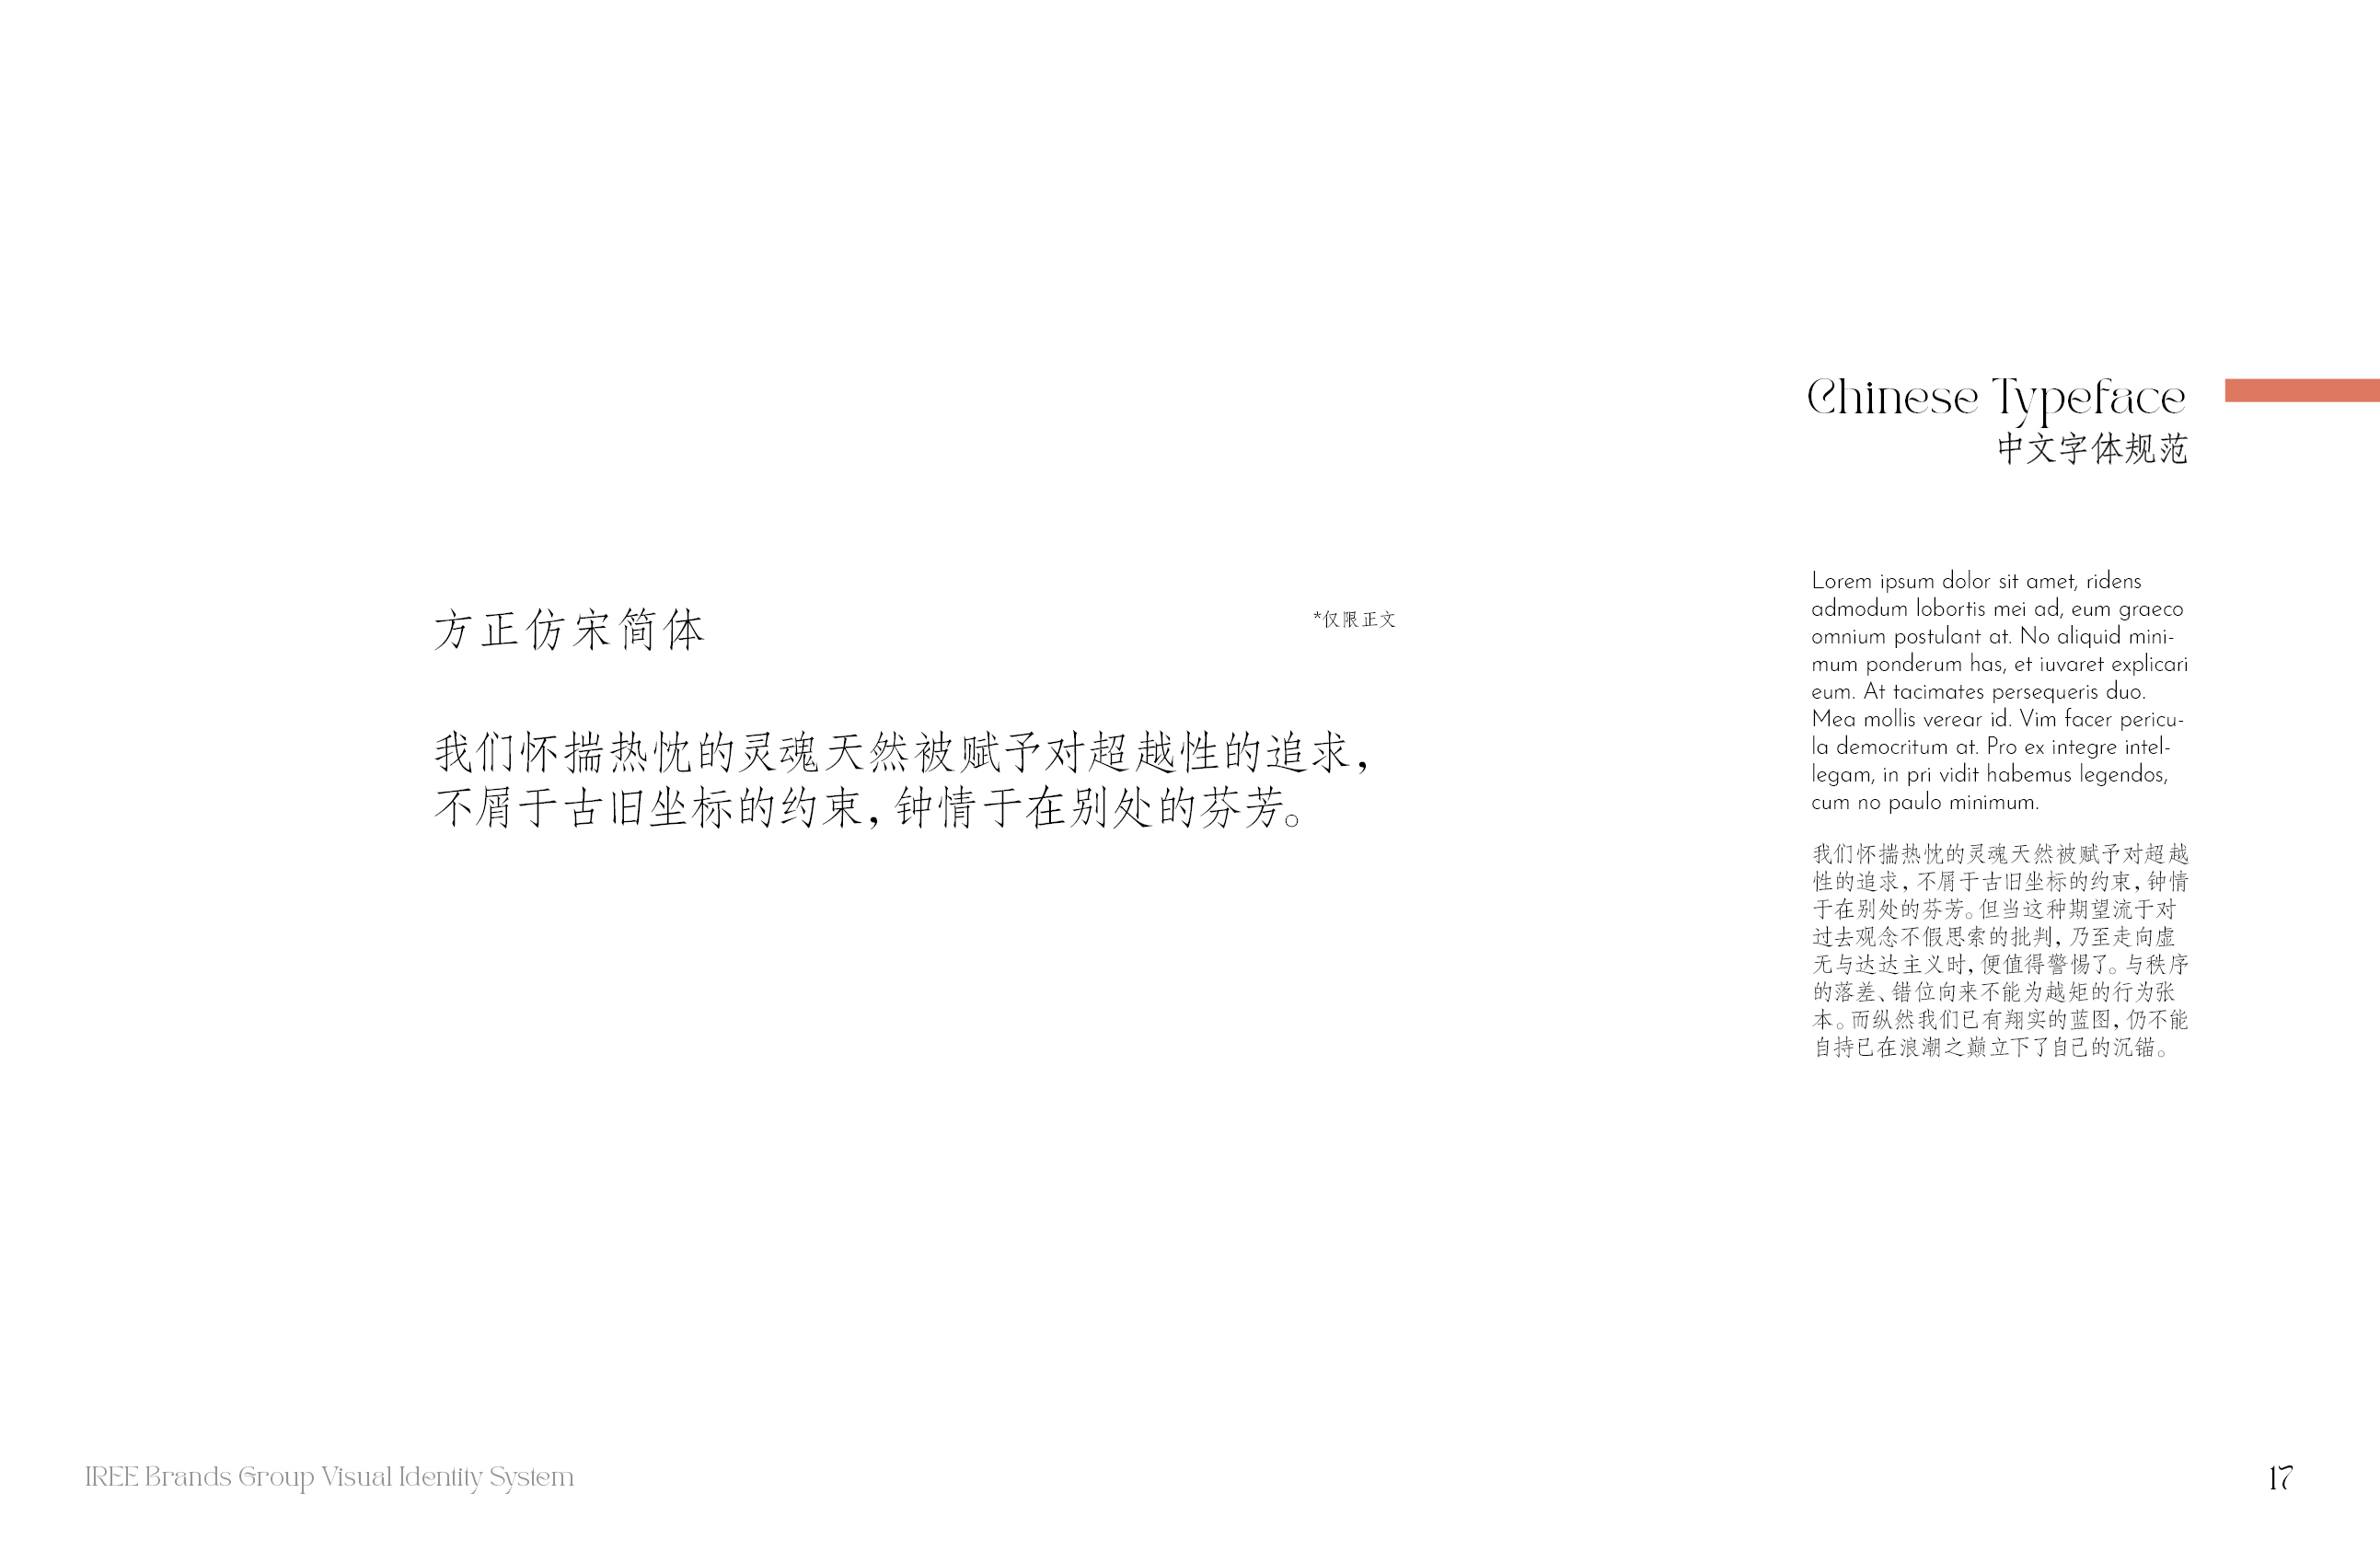 Chinese Typeface
中文字体规范
方正仿宋简体
*仅限正文
我们怀揣热忱的灵魂天然被赋予对超越性的追求，
不屑于古旧坐标的约束，钟情于在别处的芬芳。
Lorem ipsum dolor sit amet, ridens
admodum lobortis mei ad, eum graeco
omnium postulant at. No aliquid mini-
mum ponderum has, et iuvaret explicari
eum. At tacimates persequeris duo.
Mea mollis verear id. Vim facer pericu-
la democritum at. Pro ex integre intel-
legam, in pri vidit habemus legendos,
cum no paulo minimum.
我们怀揣热忱的灵魂天然被赋予对超越
性的追求，不屑于古旧坐标的约束，钟情
于在别处的芬芳。但当这种期望流于对
过去观念不假思索的批判，乃至走向虚
无与达达主义时，便值得警惕了。与秩序
的落差、错位向来不能为越矩的行为张
本。而纵然我们已有翔实的蓝图，仍不能
自持已在浪潮之巅立下了自己的沉锚。
IREE Brands Group Visual Identity System
17